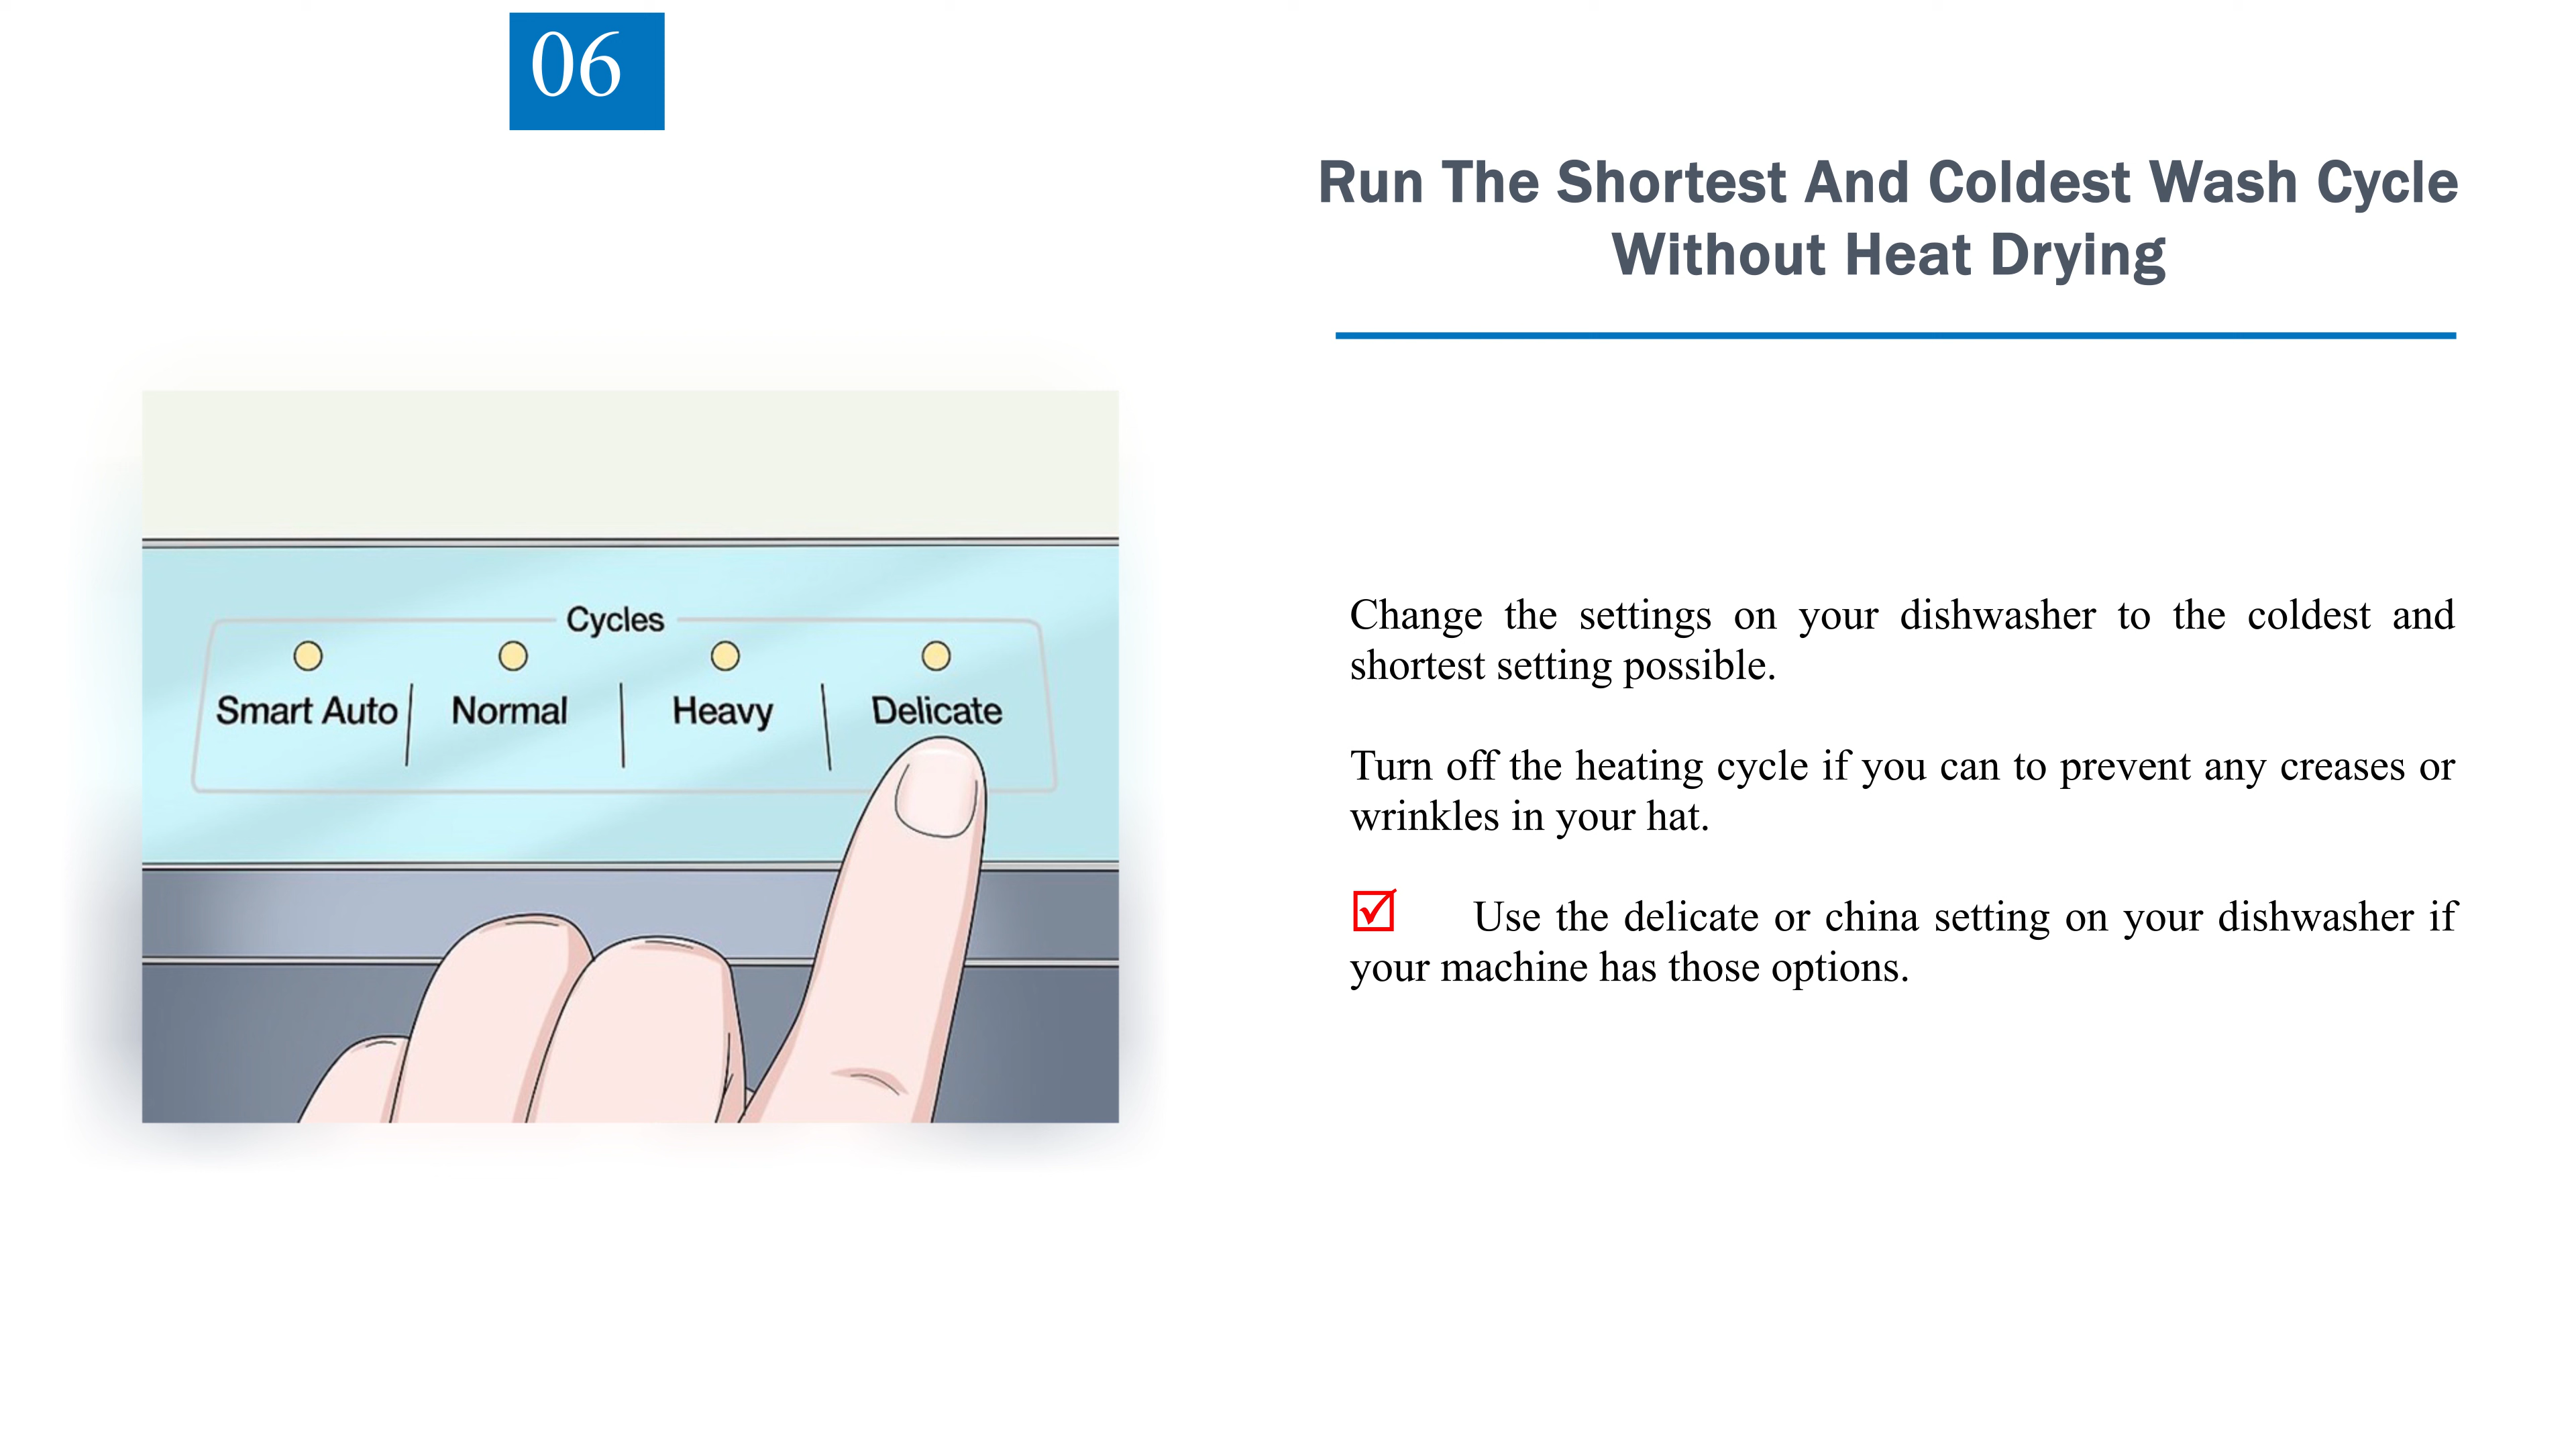 06
Run The Shortest And Coldest Wash Cycle
Without Heat Drying
Cycles
Smart Auto
Normal
Heavy
Delicate
Change the settings on your dishwasher to the coldest and
shortest setting possible.
Turn off the heating cycle if you can to prevent any creases or
wrinkles in your hat.
Use the delicate or china setting on your dishwasher if
your machine has those options.